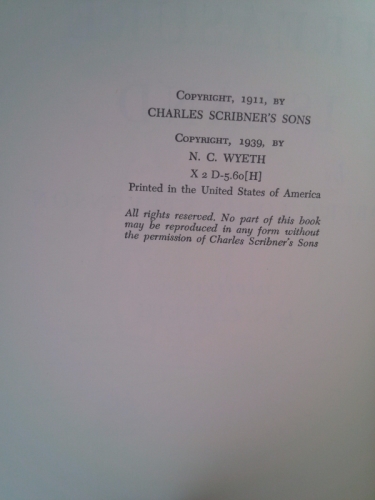 COPYRIGHT, 1911, BY
CHARLES SCRIBNER'S SONS
COPYRIGHT, 1939, BY
N. C. WYETH
X 2 D-5.60[H]
Printed in the United States of America
All rights reserved. No part of this book
may be reproduced in any form without
the permission of Charles Scribner's Sons